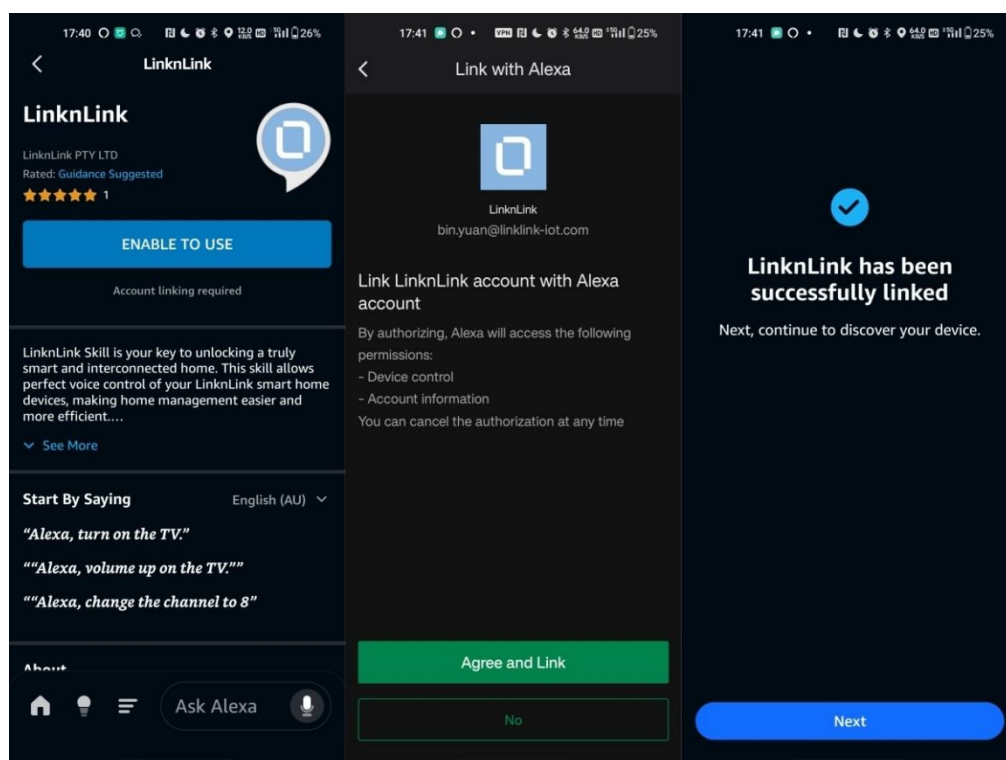 17:40 26%
LinknLink
LinknLink
LinknLink PTY LTD
Rated: Guidance Suggested
1
ENABLE TO USE
Account linking required
LinknLink Skill is your key to unlocking a truly
smart and interconnected home. This skill allows
perfect voice control of your LinknLink smart home
devices, making home management easier and
more efficient....
See More
Start By Saying
English (AU)
“Alexa, turn on the TV.”
““Alexa, volume up on the TV.””
““Alexa, change the channel to 8”
About
Ask Alexa
17:41 VPN 25%
Link with Alexa
LinknLink
bin.yuan@linklink-iot.com
Link LinknLink account with Alexa
account
By authorizing, Alexa will access the following
permissions:
- Device control
- Account information
You can cancel the authorization at any time
Agree and Link
No
17:41 25%
LinknLink has been
successfully linked
Next, continue to discover your device.
Next